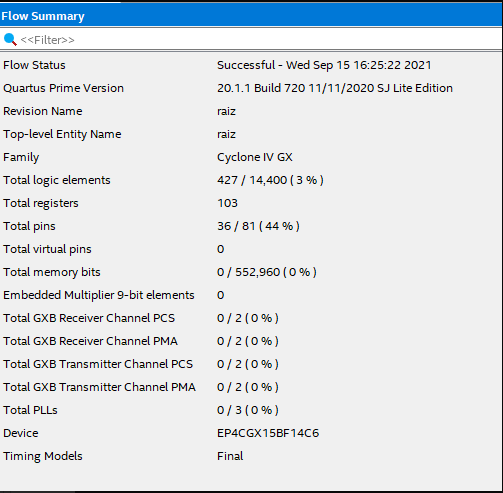 Flow Summary
<<Filter>>
Flow Status Successful - Wed Sep 15 16:25:22 2021
Quartus Prime Version 20.1.1 Build 720 11/11/2020 SJ Lite Edition
Revision Name raiz
Top-level Entity Name raiz
Family Cyclone IV GX
Total logic elements 427 / 14,400 ( 3 % )
Total registers 103
Total pins 36 / 81 ( 44 % )
Total virtual pins 0
Total memory bits 0 / 552,960 ( 0 % )
Embedded Multiplier 9-bit elements 0
Total GXB Receiver Channel PCS 0 / 2 ( 0 % )
Total GXB Receiver Channel PMA 0 / 2 ( 0 % )
Total GXB Transmitter Channel PCS 0 / 2 ( 0 % )
Total GXB Transmitter Channel PMA 0 / 2 ( 0 % )
Total PLLs 0 / 3 ( 0 % )
Device EP4CGX15BF14C6
Timing Models Final